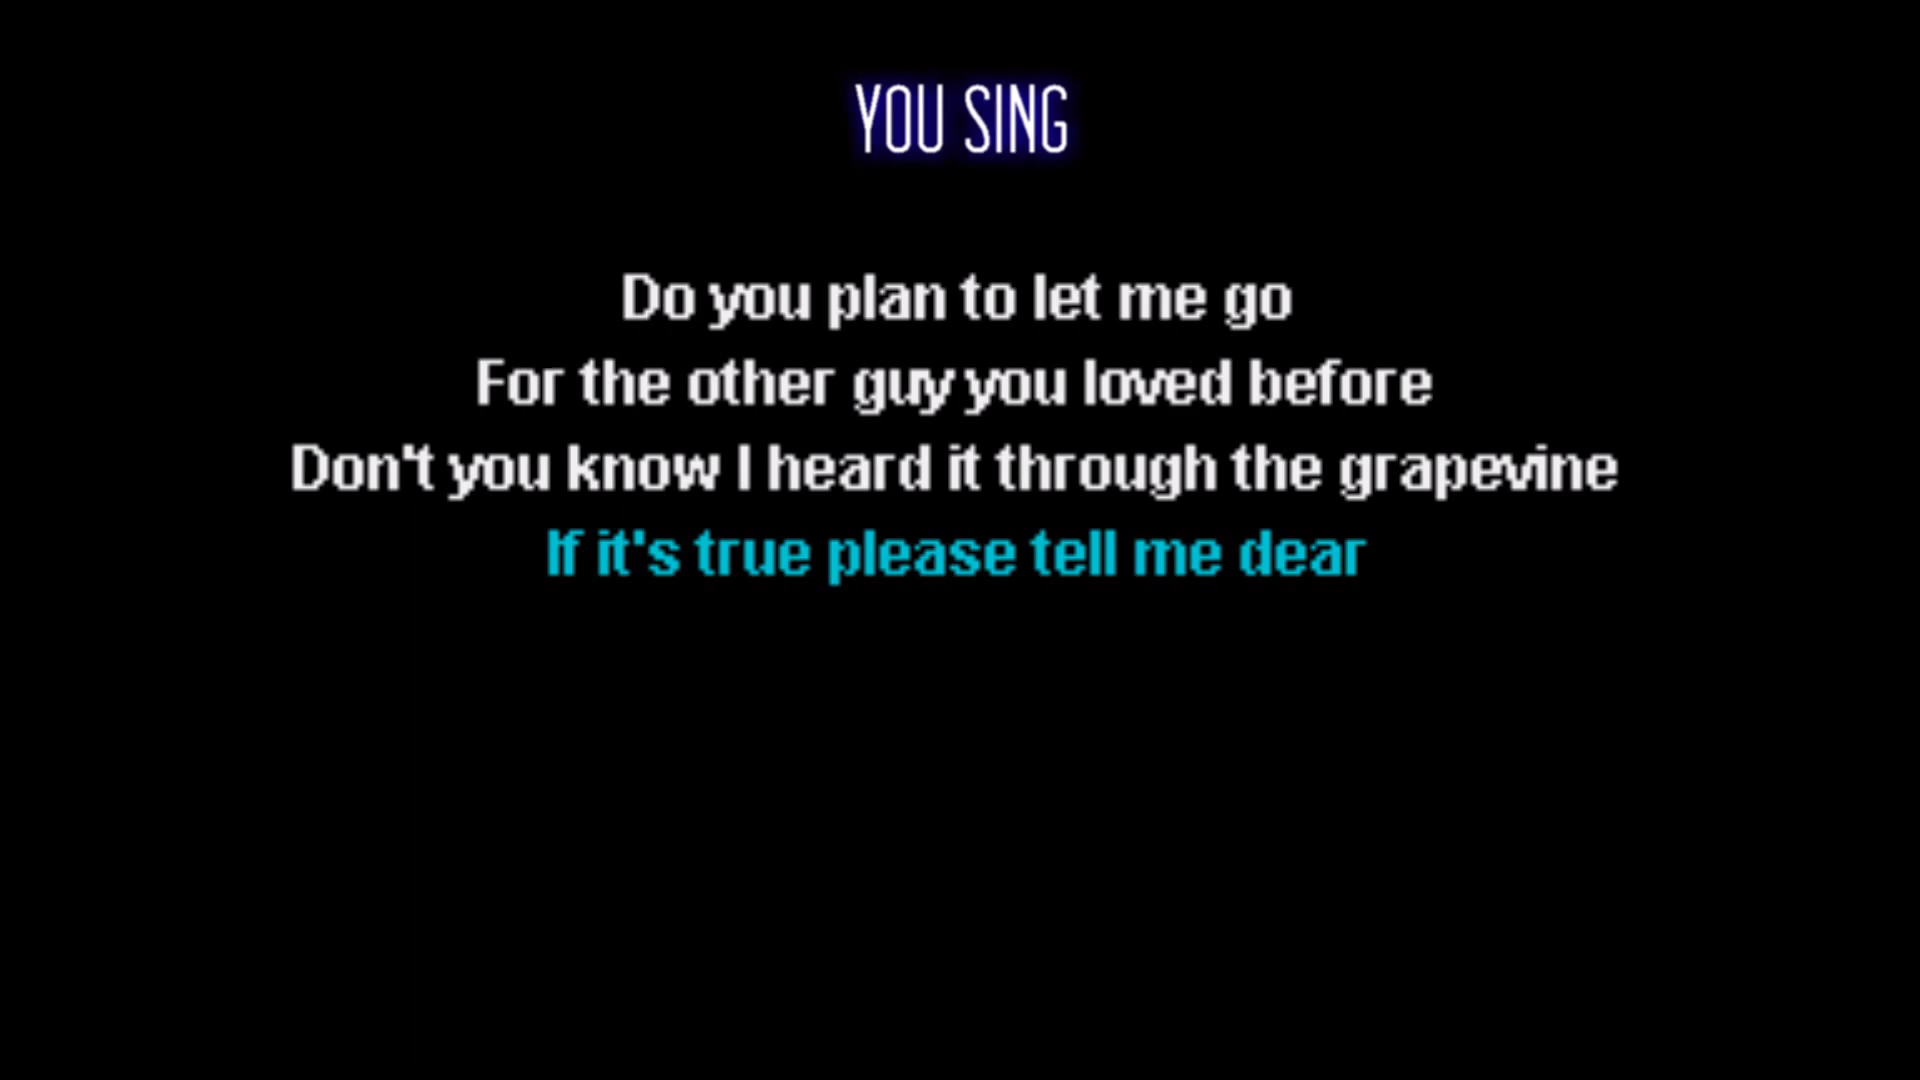 YOU SING
Do you plan to let me go
For the other guy you loved before
Don't you know I heard it through the grapevine
If it's true please tell me dear